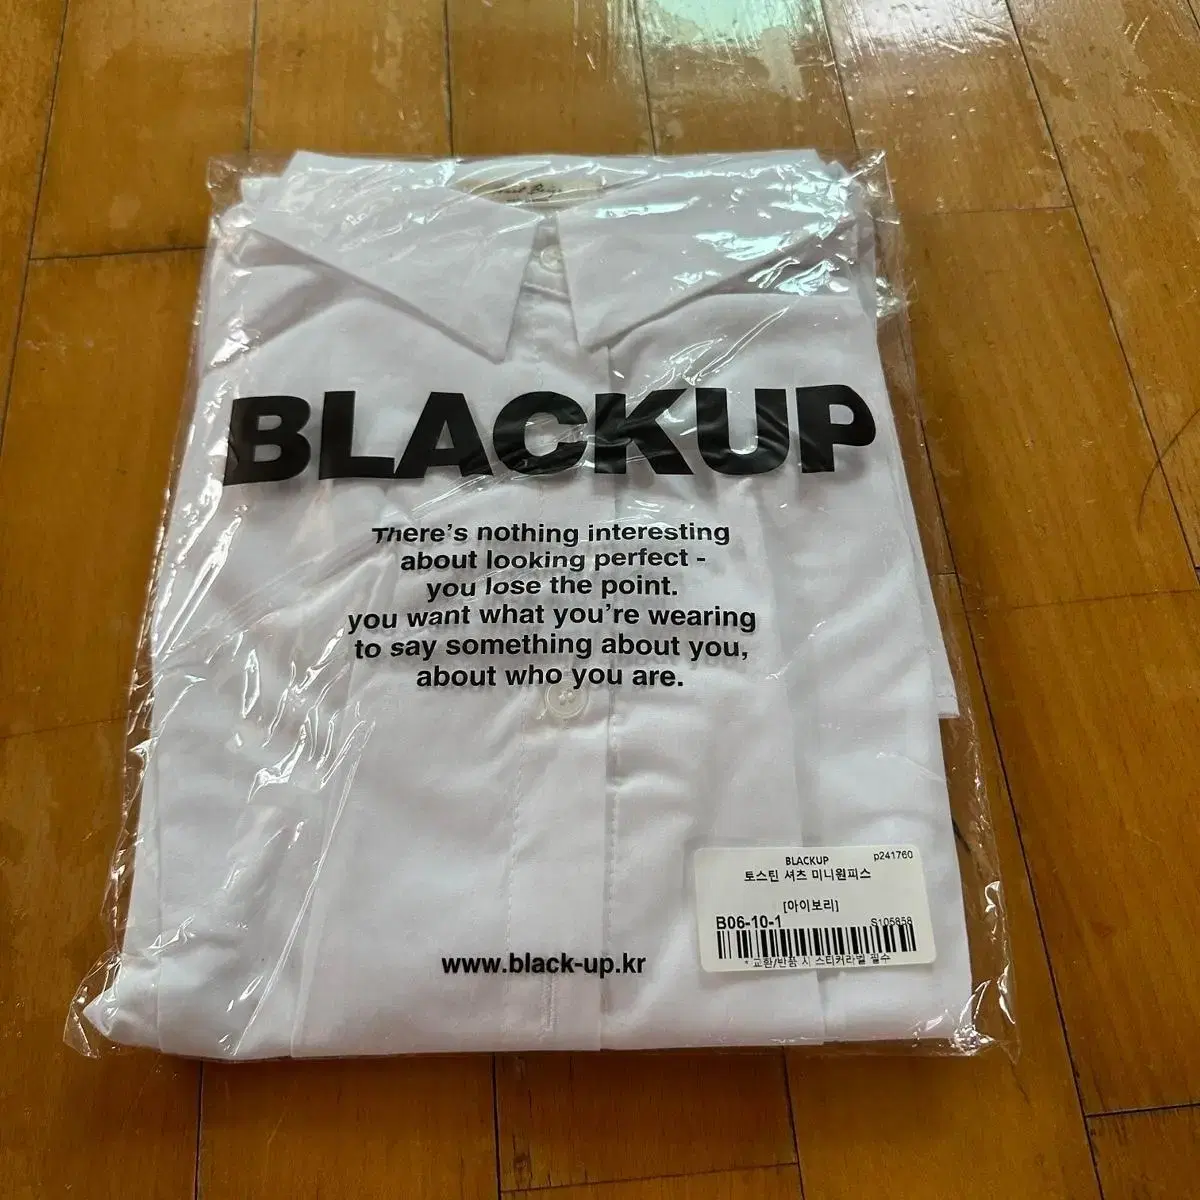 BLACKUP
There's nothing interesting
about looking perfect -
you lose the point.
you want what you're wearing
to say something about you,
about who you are.
BLACKUP p241760
토스틴 셔츠 미니원피스
[아이보리]
B06-10-1 S105858
* 교환/반품 시 스티커라벨 필수
www.black-up.kr